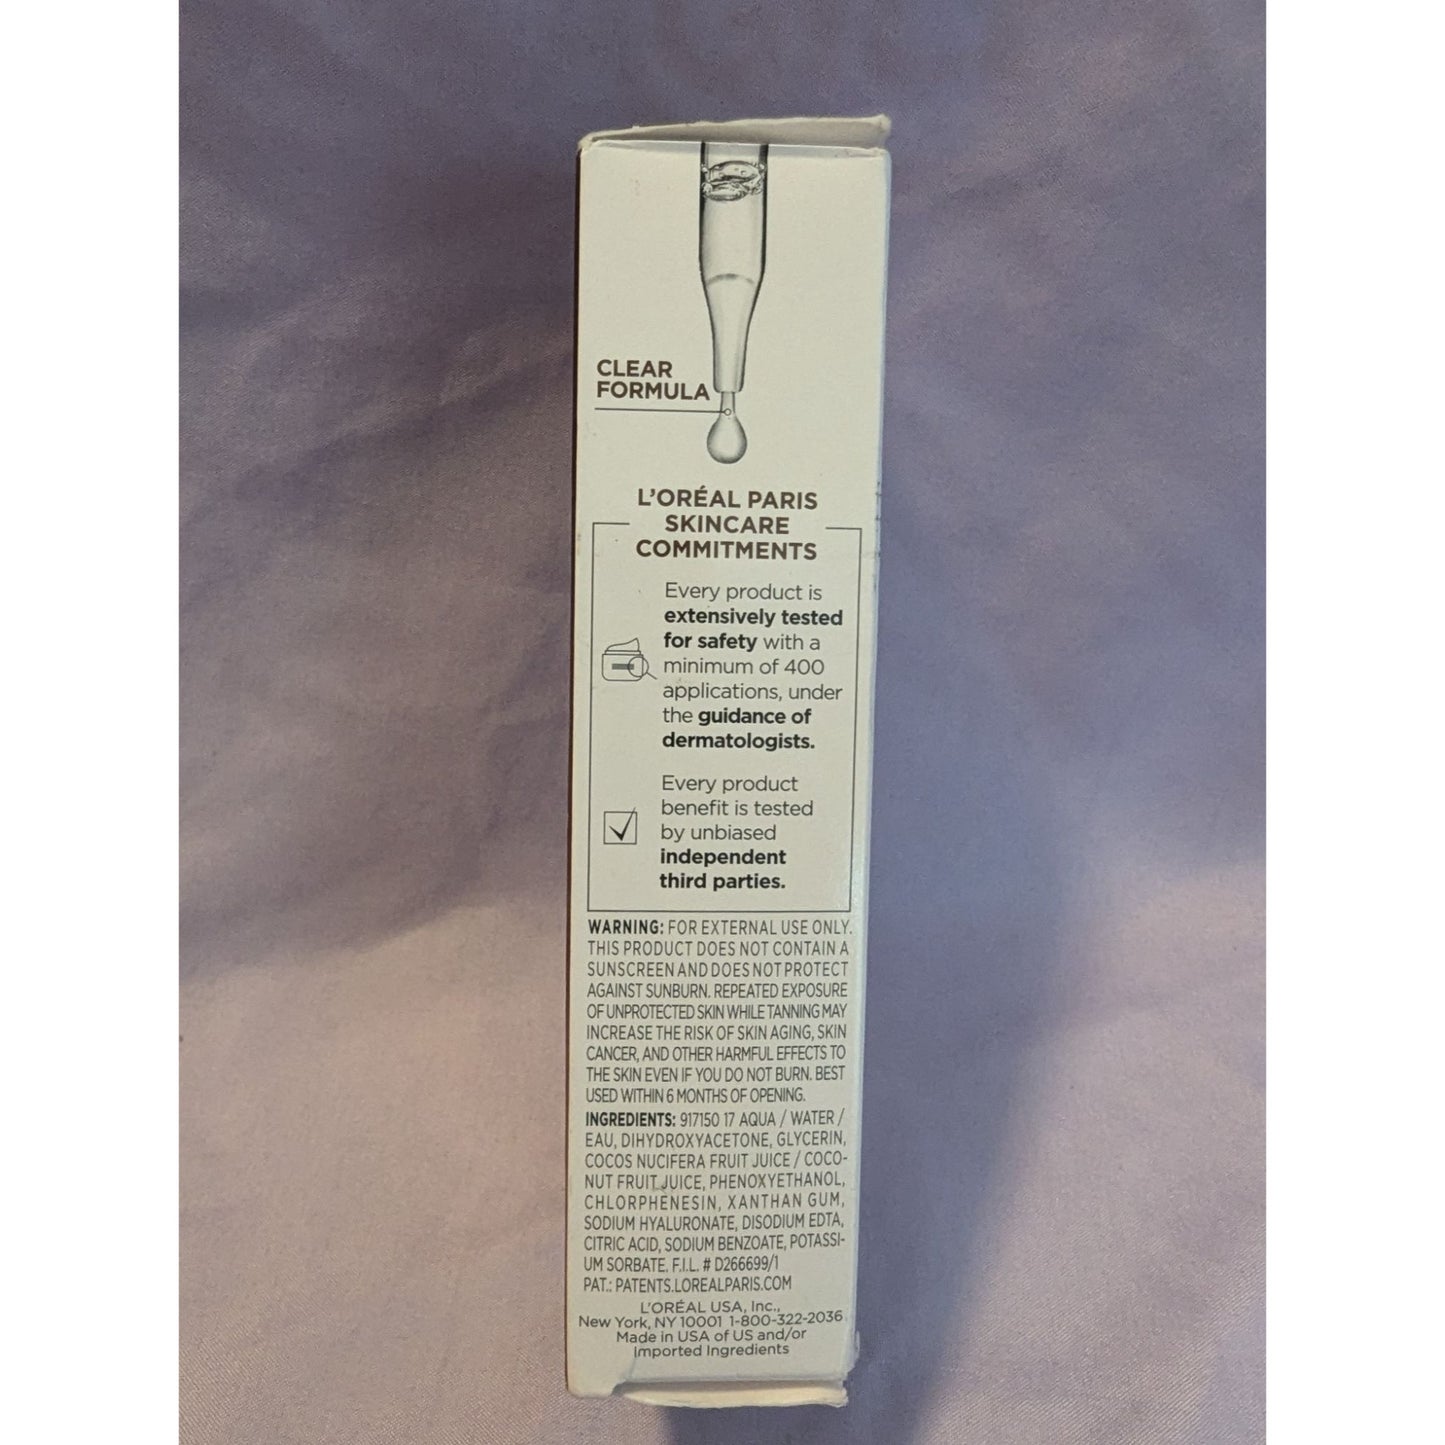 CLEAR
FORMULA
L'ORÉAL PARIS
SKINCARE
COMMITMENTS
Every product is
extensively tested
for safety with a
minimum of 400
applications, under
the guidance of
dermatologists.
Every product
benefit is tested
by unbiased
independent
third parties.
WARNING: FOR EXTERNAL USE ONLY.
THIS PRODUCT DOES NOT CONTAIN A
SUNSCREEN AND DOES NOT PROTECT
AGAINST SUNBURN. REPEATED EXPOSURE
OF UNPROTECTED SKIN WHILE TANNING MAY
INCREASE THE RISK OF SKIN AGING, SKIN
CANCER, AND OTHER HARMFUL EFFECTS TO
THE SKIN EVEN IF YOU DO NOT BURN. BEST
USED WITHIN 6 MONTHS OF OPENING.
INGREDIENTS: 917150 17 AQUA / WATER /
EAU, DIHYDROXYACETONE, GLYCERIN,
COCOS NUCIFERA FRUIT JUICE / COCO-
NUT FRUIT JUICE, PHENOXYETHANOL,
CHLORPHENESIN, XANTHAN GUM,
SODIUM HYALURONATE, DISODIUM EDTA,
CITRIC ACID, SODIUM BENZOATE, POTASSI-
UM SORBATE. F.I.L. # D266699/1
PAT.: PATENTS.LOREALPARIS.COM
L'ORÉAL USA, Inc.,
New York, NY 10001 1-800-322-2036
Made in USA of US and/or
Imported Ingredients